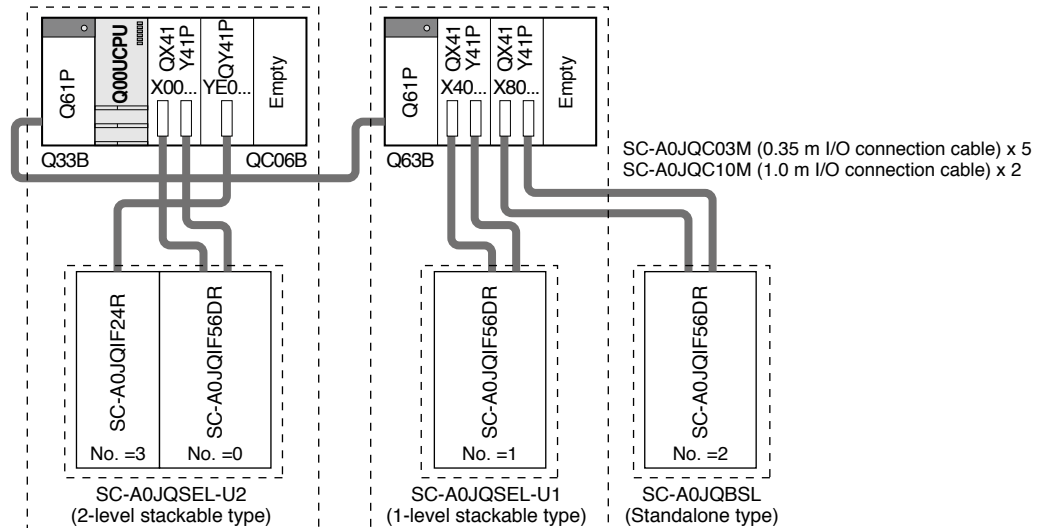 Q61P
Q00UCPU
QX41
Y41P
X00...
QY41P
YE0...
Empty
Q33B
QC06B
Q61P
QX41
Y41P
X40...
QX41
Y41P
X80...
Empty
Q63B
SC-A0JQC03M (0.35 m I/O connection cable) x 5
SC-A0JQC10M (1.0 m I/O connection cable) x 2
SC-A0JQIF24R
No. =3
SC-A0JQIF56DR
No. =0
SC-A0JQIF56DR
No. =1
SC-A0JQIF56DR
No. =2
SC-A0JQSEL-U2
(2-level stackable type)
SC-A0JQSEL-U1
(1-level stackable type)
SC-A0JQBSL
(Standalone type)